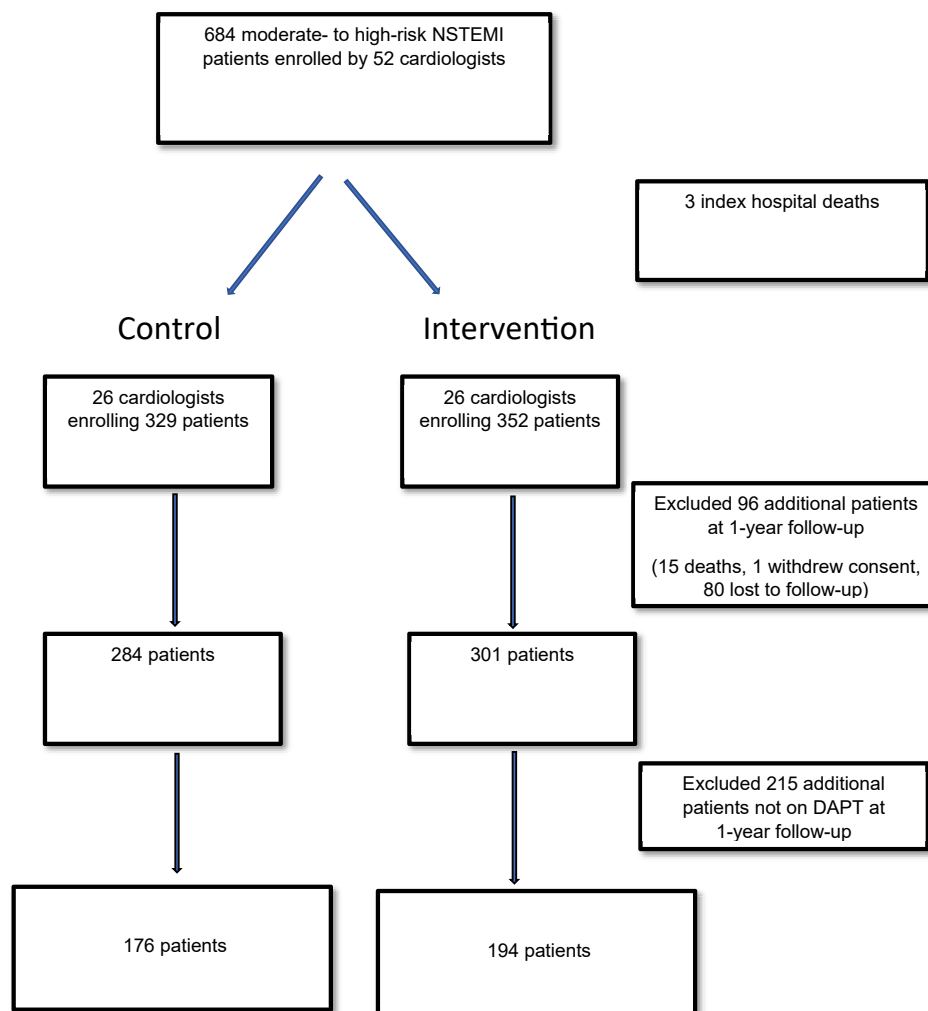 684 moderate- to high-risk NSTEMI
patients enrolled by 52 cardiologists
3 index hospital deaths
Control
Intervention
26 cardiologists
enrolling 329 patients
26 cardiologists
enrolling 352 patients
Excluded 96 additional patients
at 1-year follow-up
(15 deaths, 1 withdrew consent,
80 lost to follow-up)
284 patients
301 patients
Excluded 215 additional
patients not on DAPT at
1-year follow-up
176 patients
194 patients